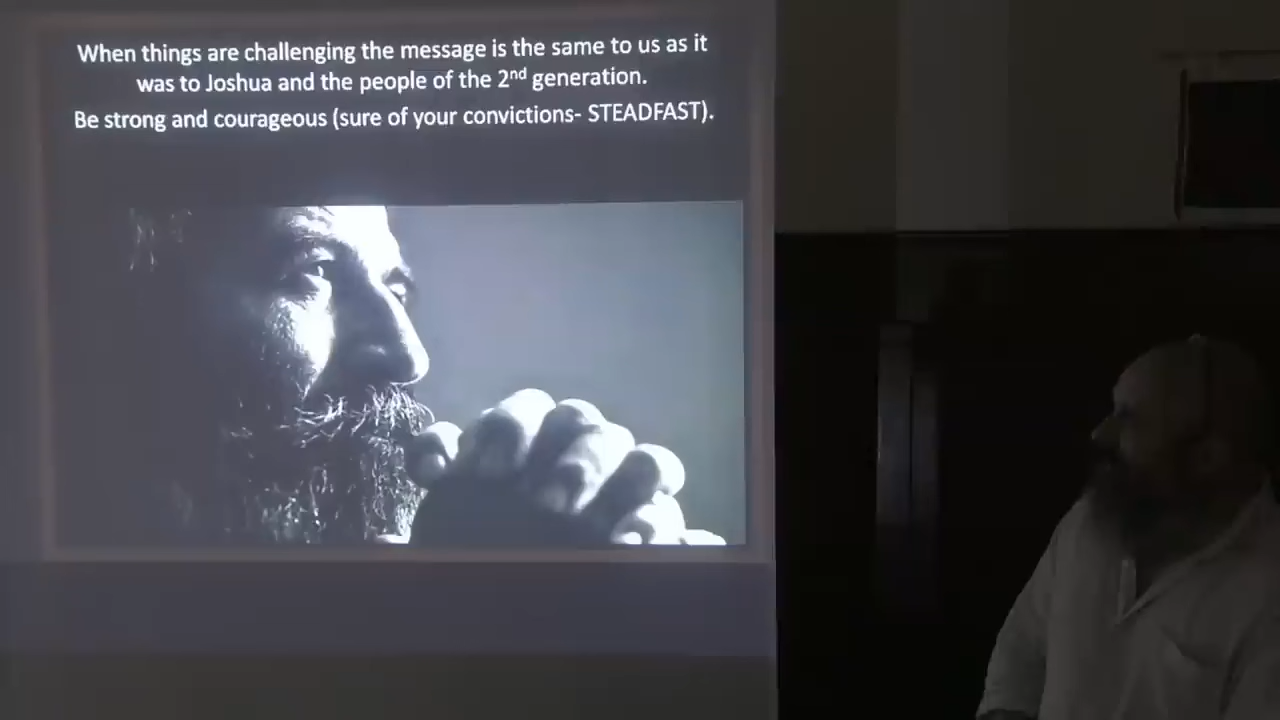 When things are challenging the message is the same to us as it
was to Joshua and the people of the 2nd generation.
Be strong and courageous (sure of your convictions- STEADFAST).